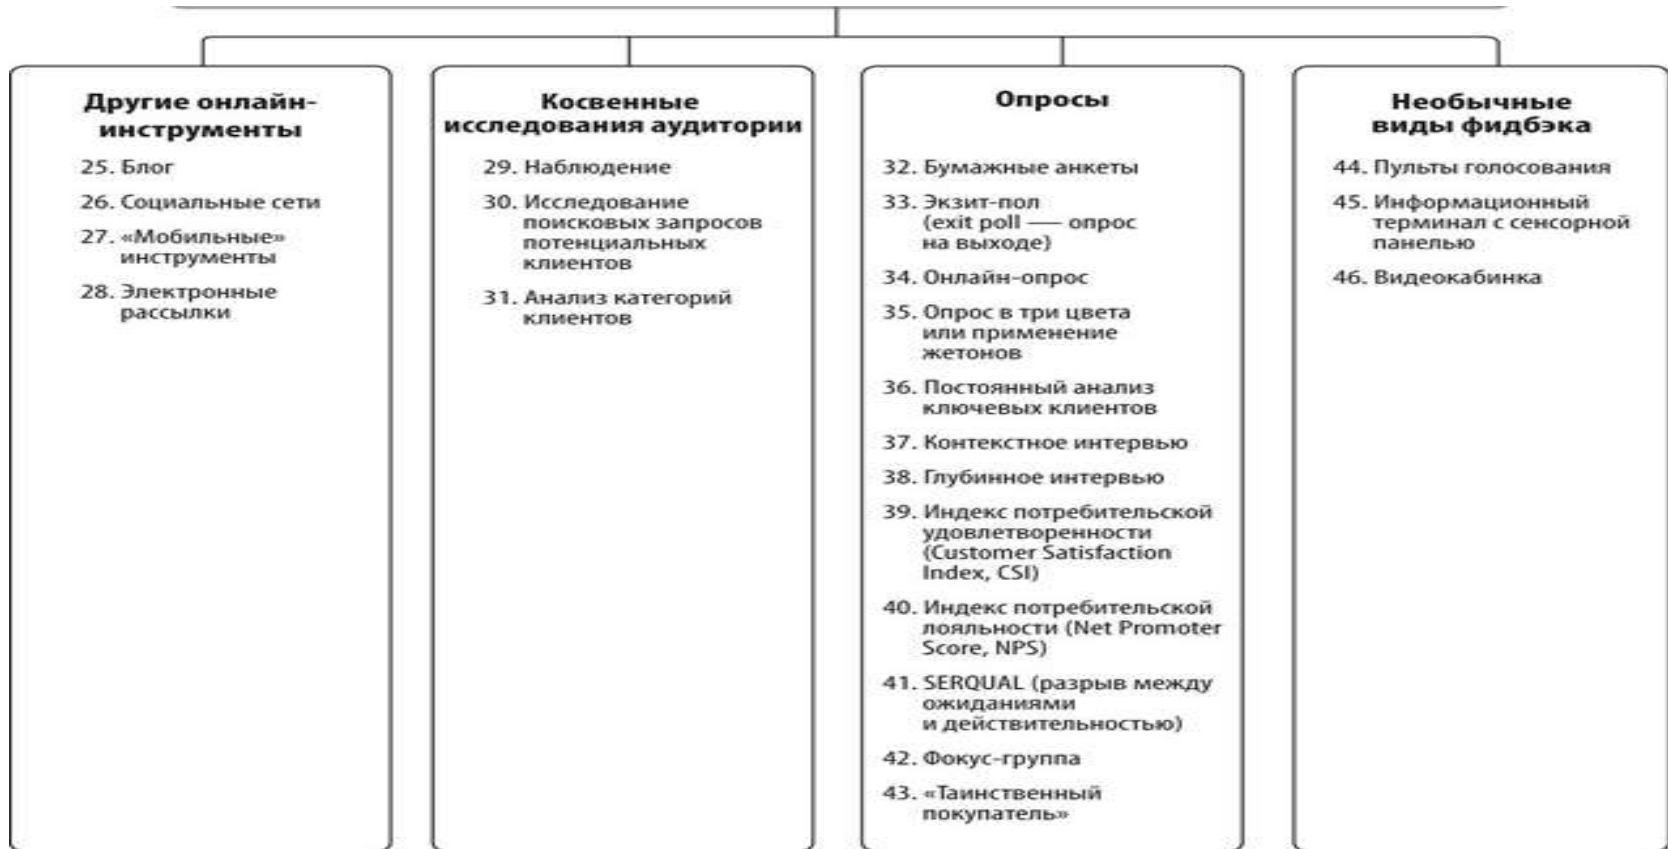 Другие онлайн-
инструменты
25. Блог
26. Социальные сети
27. «Мобильные»
инструменты
28. Электронные
рассылки
Косвенные
исследования аудитории
29. Наблюдение
30. Исследование
поисковых запросов
потенциальных
клиентов
31. Анализ категорий
клиентов
Опросы
32. Бумажные анкеты
33. Экзит-пол
(exit poll — опрос
на выходе)
34. Онлайн-опрос
35. Опрос в три цвета
или применение
жетонов
36. Постоянный анализ
ключевых клиентов
37. Контекстное интервью
38. Глубинное интервью
39. Индекс потребительской
удовлетворенности
(Customer Satisfaction
Index, CSI)
40. Индекс потребительской
лояльности (Net Promoter
Score, NPS)
41. SERQUAL (разрыв между
ожиданиями
и действительностью)
42. Фокус-группа
43. «Таинственный
покупатель»
Необычные
виды фидбэка
44. Пульты голосования
45. Информационный
терминал с сенсорной
панелью
46. Видеокабинка